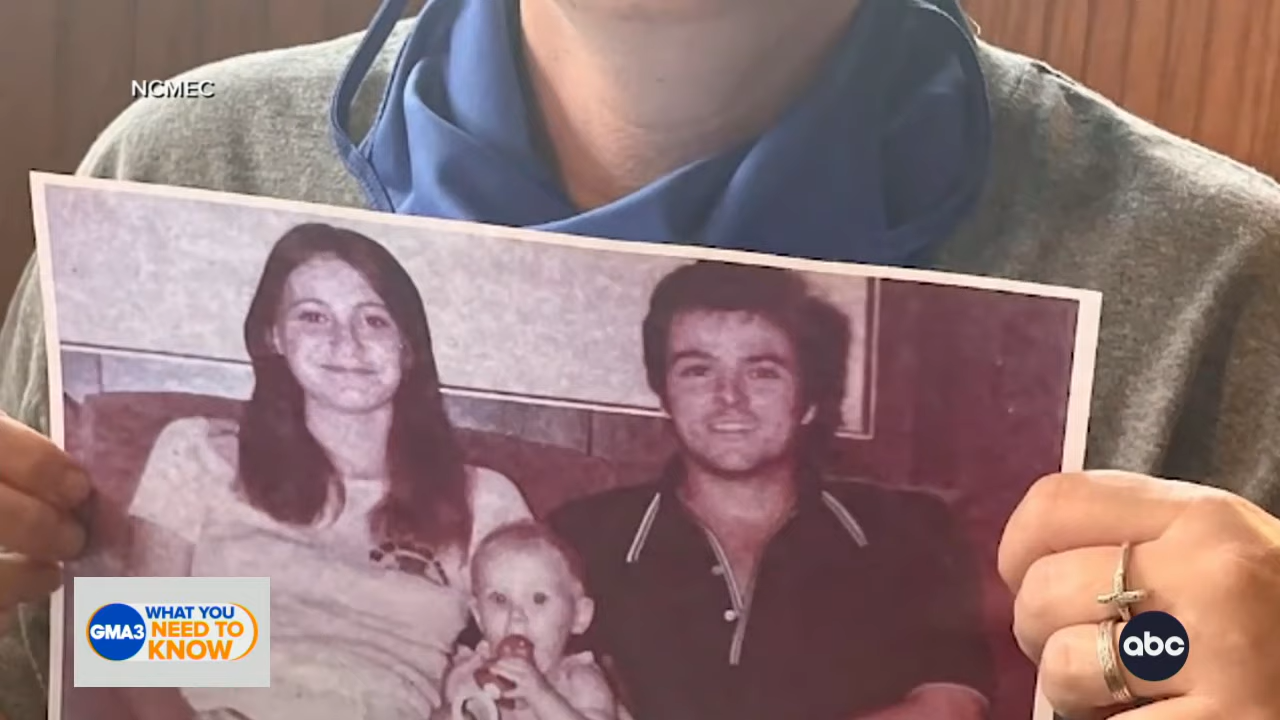 NCMEC
GMA3
WHAT YOU
NEED TO
KNOW
abc